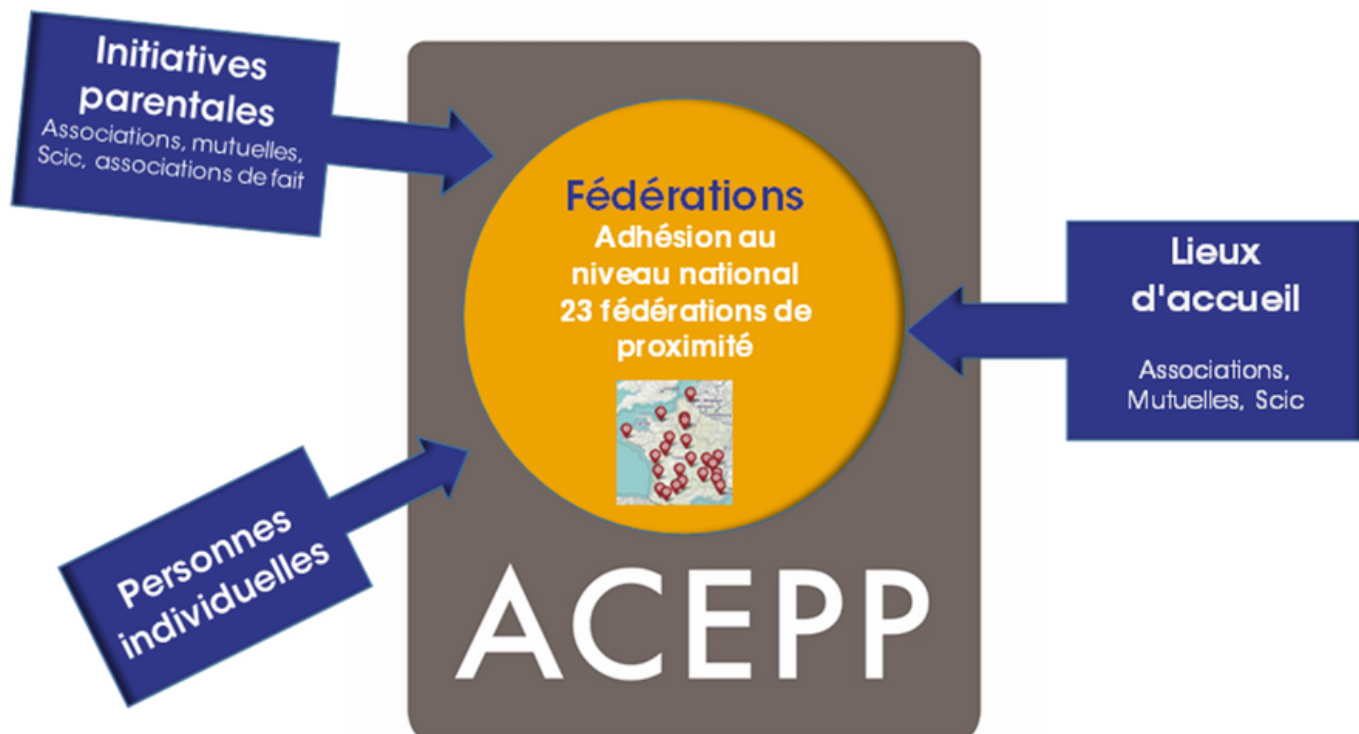 Initiatives
parentales
Associations, mutuelles,
Scic, associations de fait
Fédérations
Adhésion au
niveau national
23 fédérations de
proximité
Lieux
d'accueil
Associations,
Mutuelles, Scic
Personnes
individuelles
ACEPP